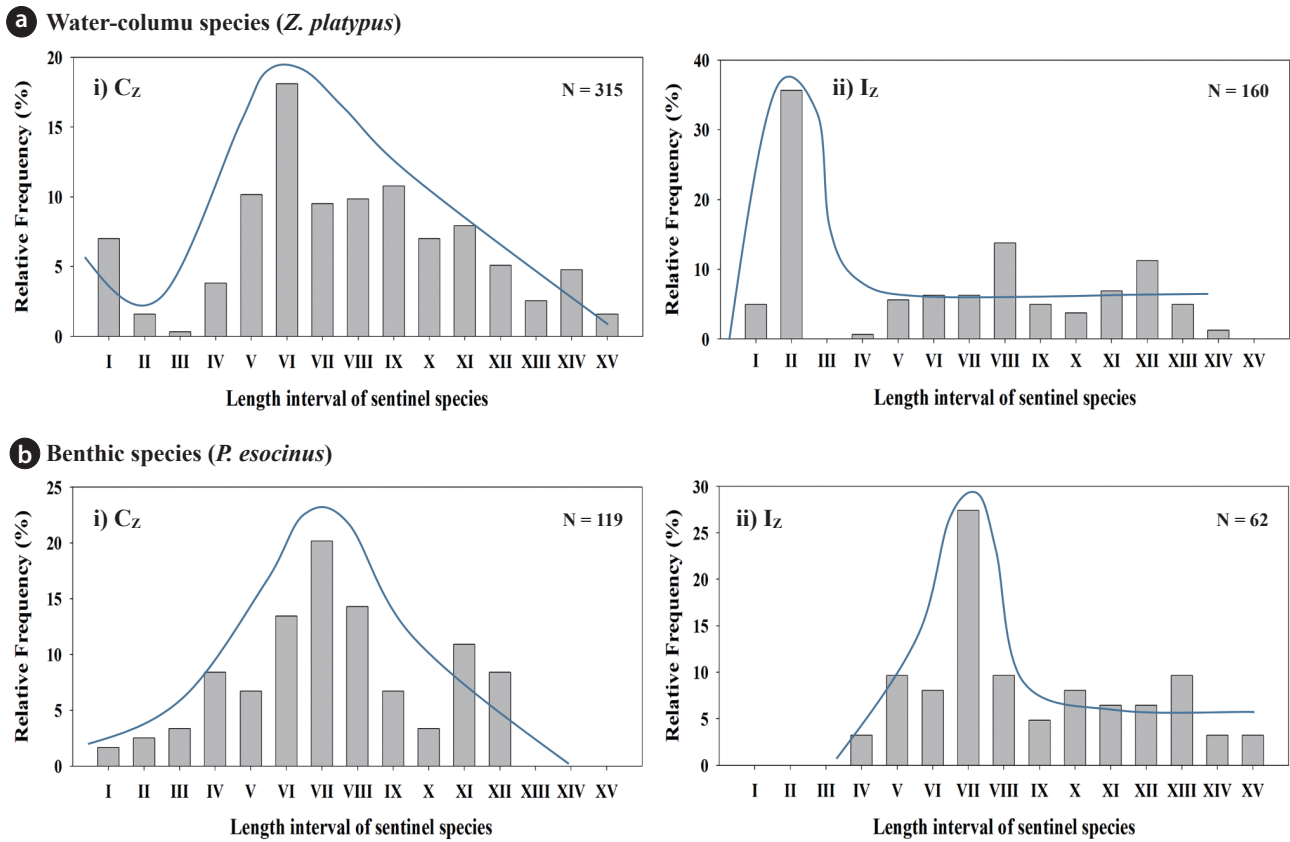 a Water-columu species (Z. platypus)
i) CZ
N = 315
Relative Frequency (%)
20
15
10
5
0
I II III IV V VI VII VIII IX X XI XII XIII XIV XV
Length interval of sentinel species
ii) IZ
N = 160
Relative Frequency (%)
40
30
20
10
0
I II III IV V VI VII VIII IX X XI XII XIII XIV XV
Length interval of sentinel species
b Benthic species (P. esocinus)
i) CZ
N = 119
Relative Frequency (%)
25
20
15
10
5
0
I II III IV V VI VII VIII IX X XI XII XIII XIV XV
Length interval of sentinel species
ii) IZ
N = 62
Relative Frequency (%)
30
25
20
15
10
5
0
I II III IV V VI VII VIII IX X XI XII XIII XIV XV
Length interval of sentinel species